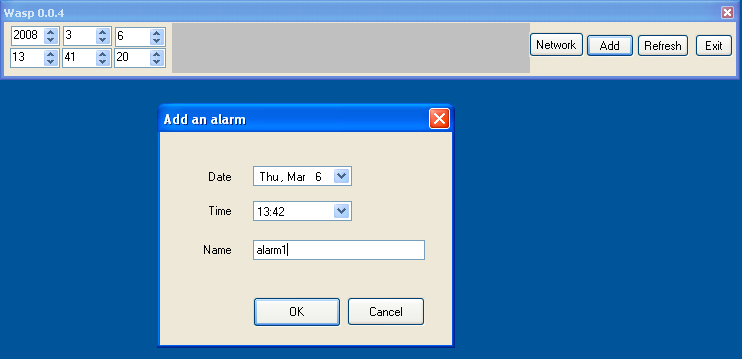 Wasp 0.0.4
2008 3 6
13 41 20
Network Add Refresh Exit
Add an alarm
Date Thu , Mar 6
Time 13:42
Name alarm1
OK Cancel